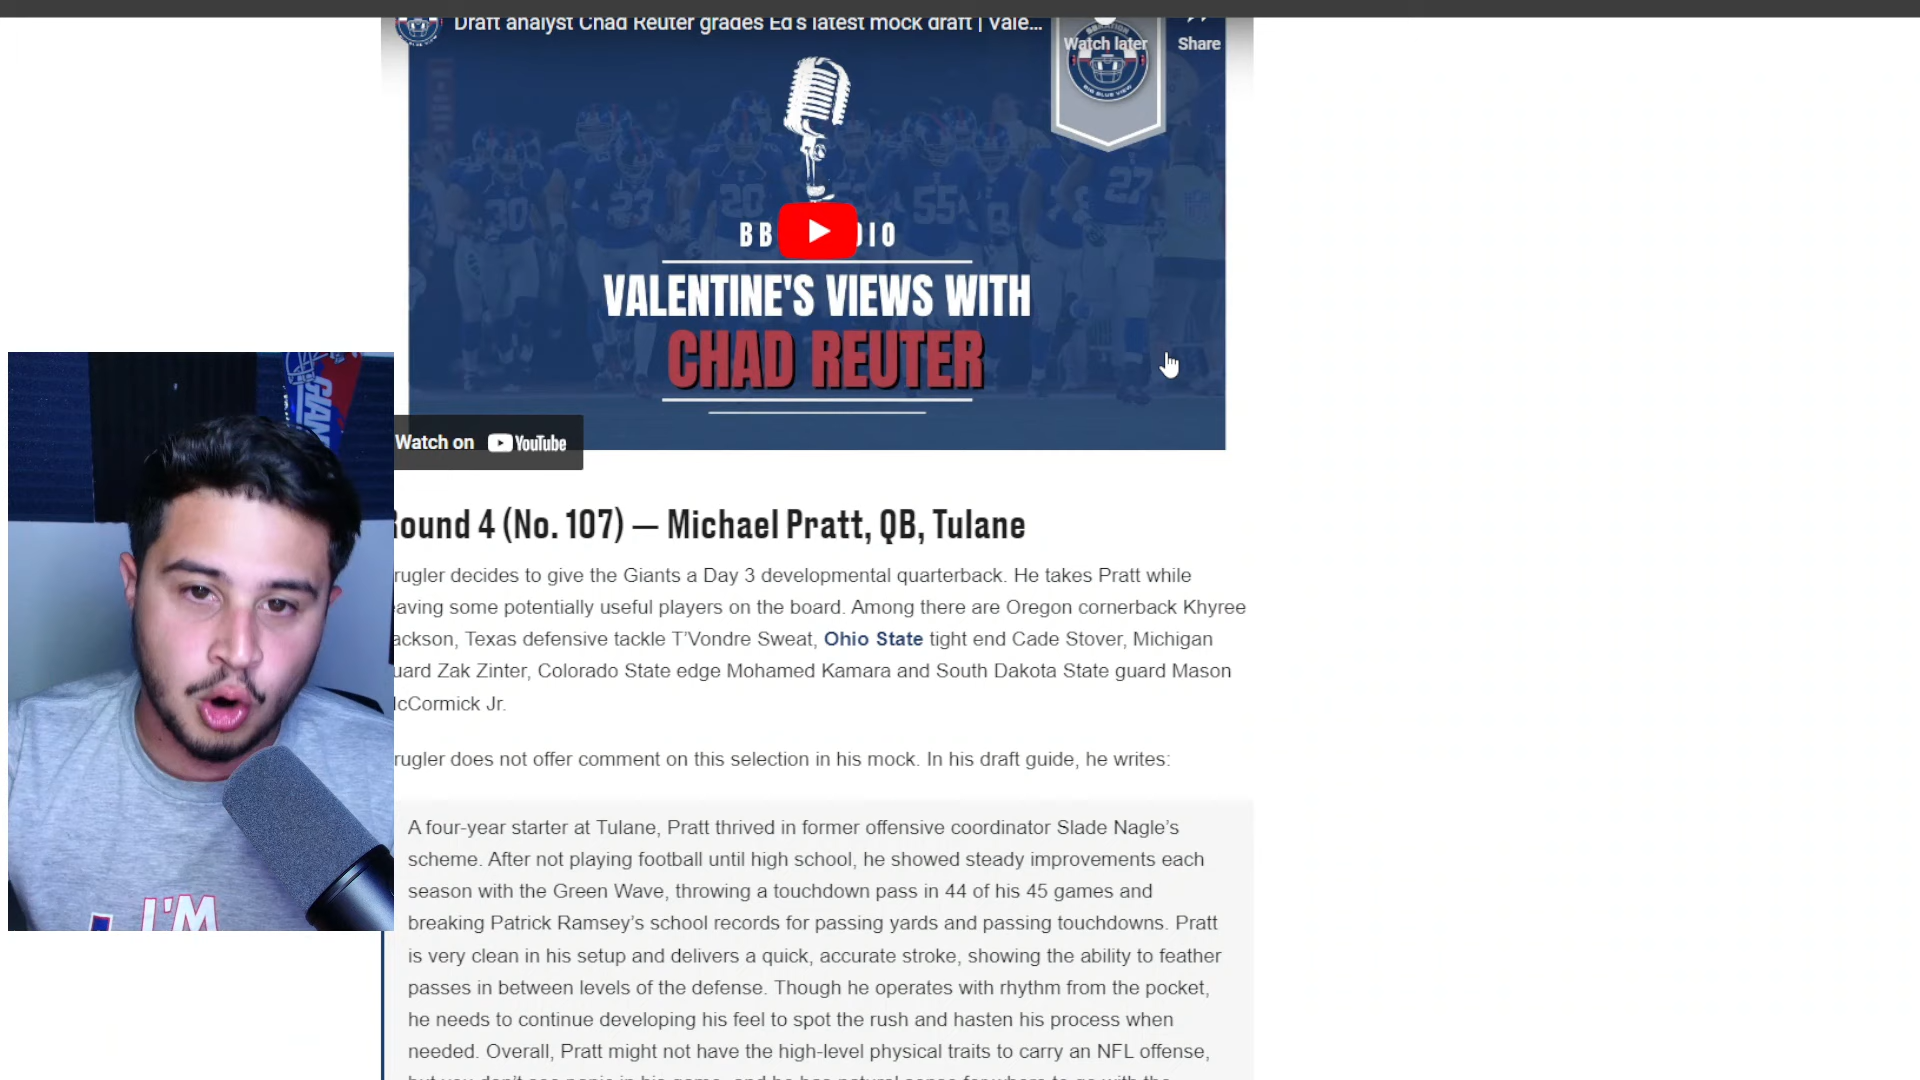 Draft analyst Chad Reuter grades Ed's latest mock draft | Vale...
Watch later
Share
BIG BLUE VIEW
30
23
20
55
27
BB
DIO
VALENTINE'S VIEWS WITH
CHAD REUTER
Watch on YouTube
CHAM
ound 4 (No. 107) — Michael Pratt, QB, Tulane
rugler decides to give the Giants a Day 3 developmental quarterback. He takes Pratt while
eaving some potentially useful players on the board. Among there are Oregon cornerback Khyree
ackson, Texas defensive tackle T'Vondre Sweat, Ohio State tight end Cade Stover, Michigan
uard Zak Zinter, Colorado State edge Mohamed Kamara and South Dakota State guard Mason
cCormick Jr.
rugler does not offer comment on this selection in his mock. In his draft guide, he writes:
A four-year starter at Tulane, Pratt thrived in former offensive coordinator Slade Nagle's
scheme. After not playing football until high school, he showed steady improvements each
season with the Green Wave, throwing a touchdown pass in 44 of his 45 games and
breaking Patrick Ramsey's school records for passing yards and passing touchdowns. Pratt
is very clean in his setup and delivers a quick, accurate stroke, showing the ability to feather
passes in between levels of the defense. Though he operates with rhythm from the pocket,
he needs to continue developing his feel to spot the rush and hasten his process when
needed. Overall, Pratt might not have the high-level physical traits to carry an NFL offense,
I'M